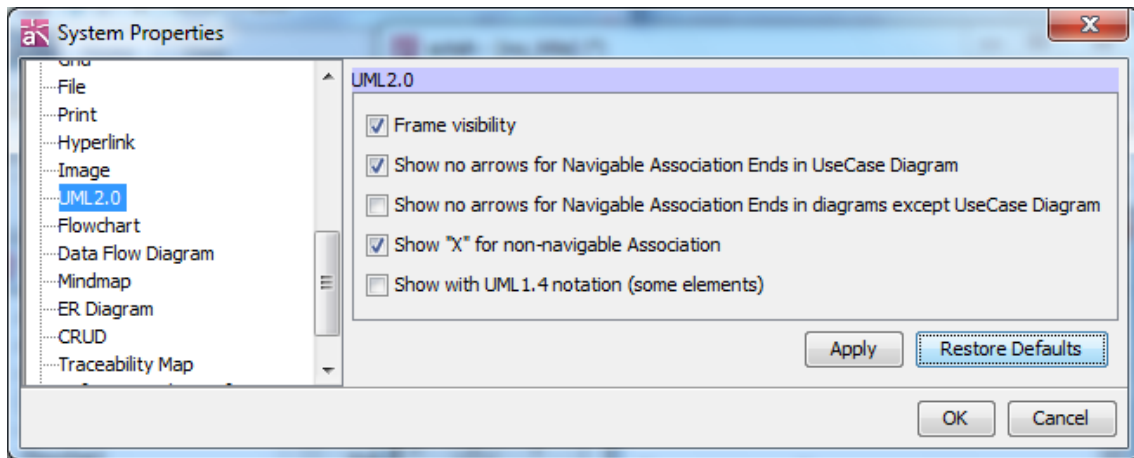 System Properties
Grid
File
Print
Hyperlink
Image
UML2.0
Flowchart
Data Flow Diagram
Mindmap
ER Diagram
CRUD
Traceability Map
UML2.0
Frame visibility
Show no arrows for Navigable Association Ends in UseCase Diagram
Show no arrows for Navigable Association Ends in diagrams except UseCase Diagram
Show "X" for non-navigable Association
Show with UML1.4 notation (some elements)
Apply
Restore Defaults
OK
Cancel